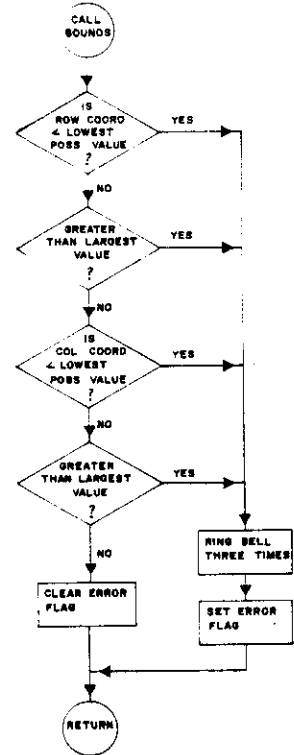 CALL
BOUNDS
IS
ROW COORD
< LOWEST
POSS VALUE
?
YES
NO
GREATER
THAN LARGEST
VALUE
?
YES
NO
IS
COL COORD
< LOWEST
POSS VALUE
?
YES
NO
GREATER
THAN LARGEST
VALUE
?
YES
NO
RING BELL
THREE TIMES
CLEAR ERROR
FLAG
SET ERROR
FLAG
RETURN